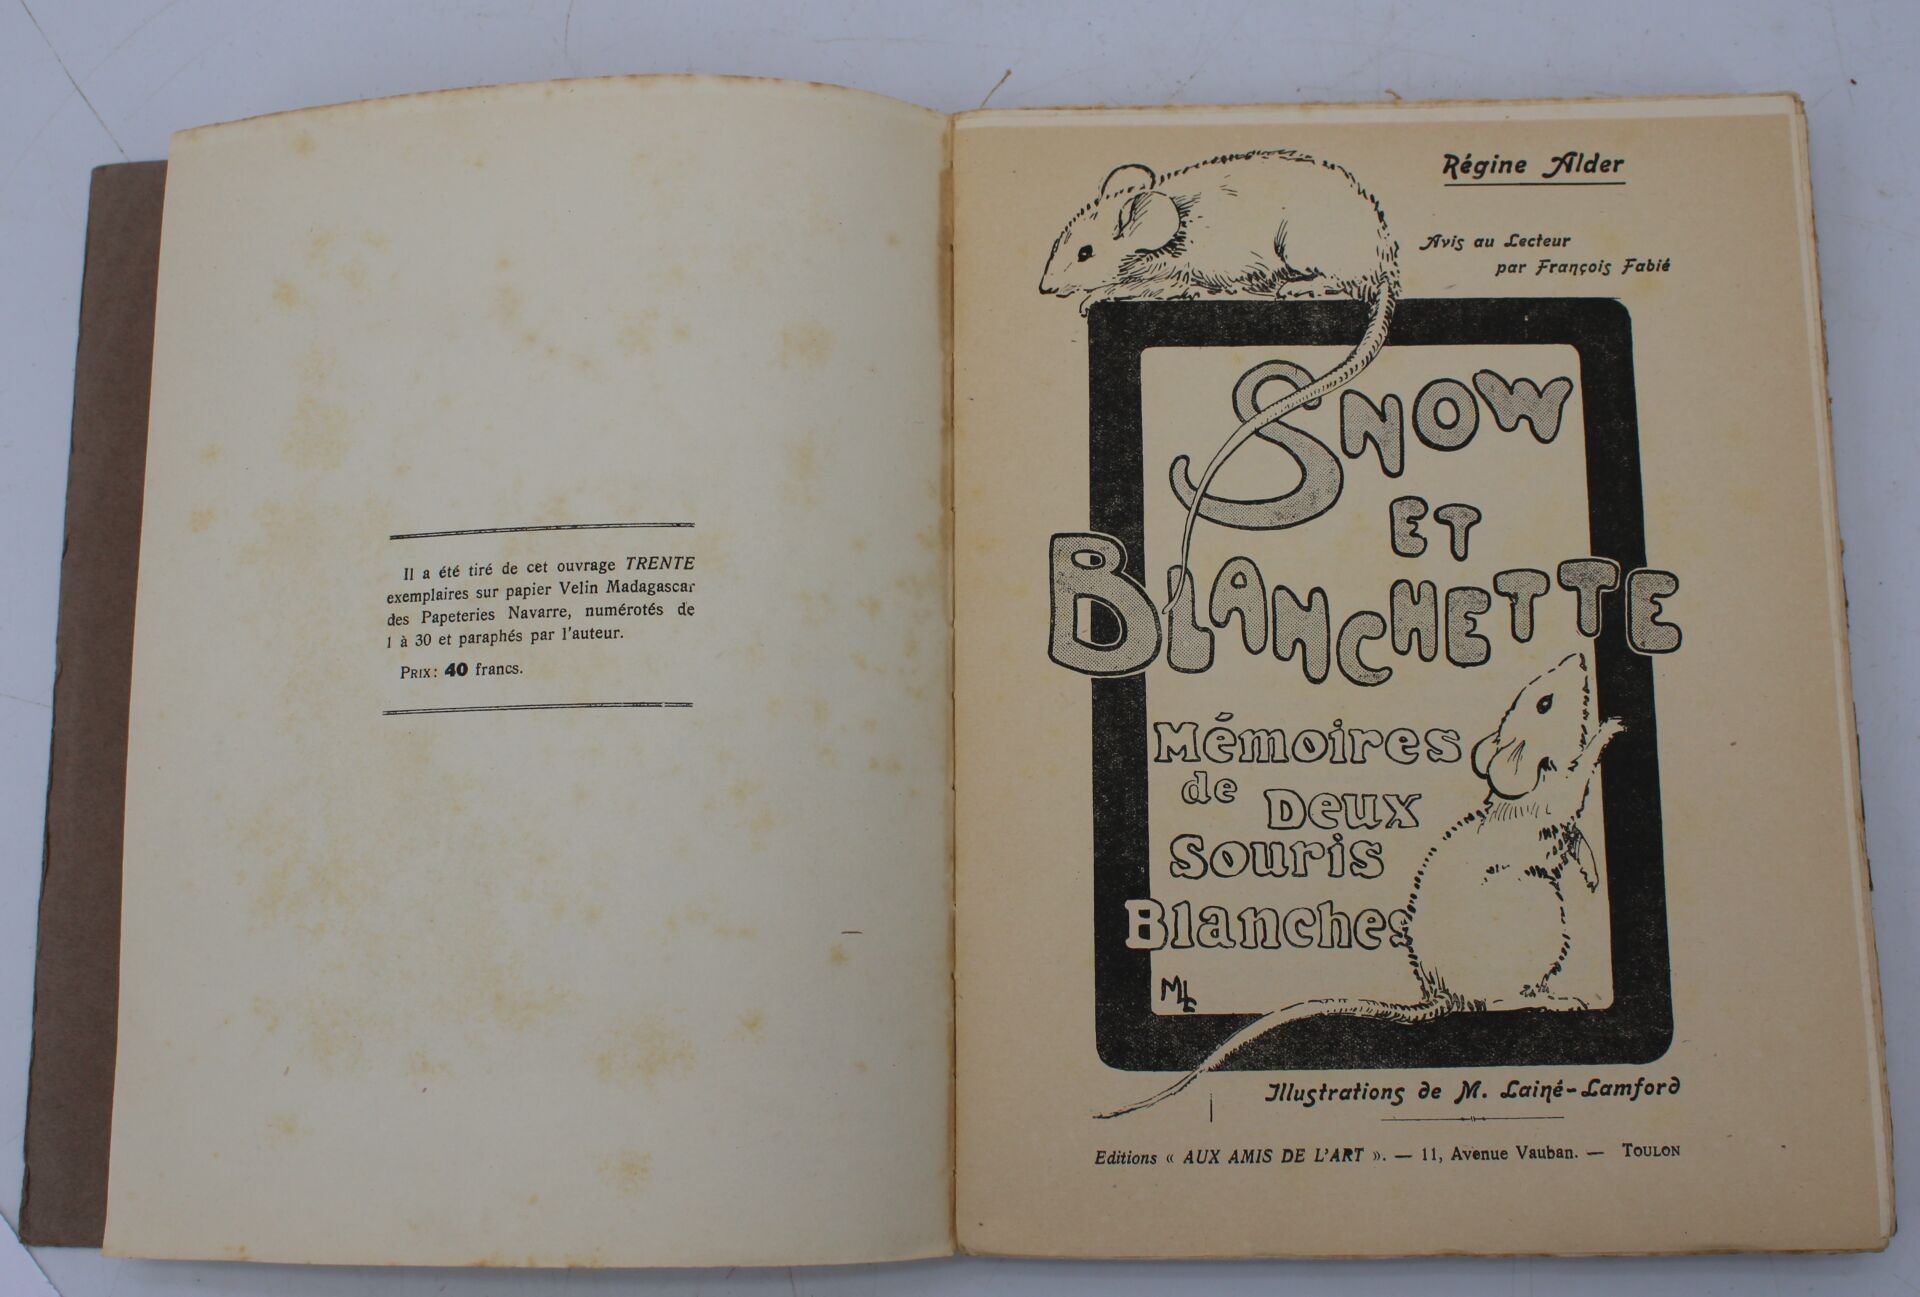 Il a été tiré de cet ouvrage TRENTE
exemplaires sur papier Velin Madagascar
des Papeteries Navarre, numérotés de
1 à 30 et paraphés par l'auteur.
PRIX: 40 francs.
Régine Alder
Avis au Lecteur
par François Fabié
SNOW
ET
BLANCHETTE
Mémoires
de Deux
Souris
Blanches
ML
Illustrations de M. Lainé-Lamford
Editions « AUX AMIS DE L'ART ». — 11, Avenue Vauban. — TOULON